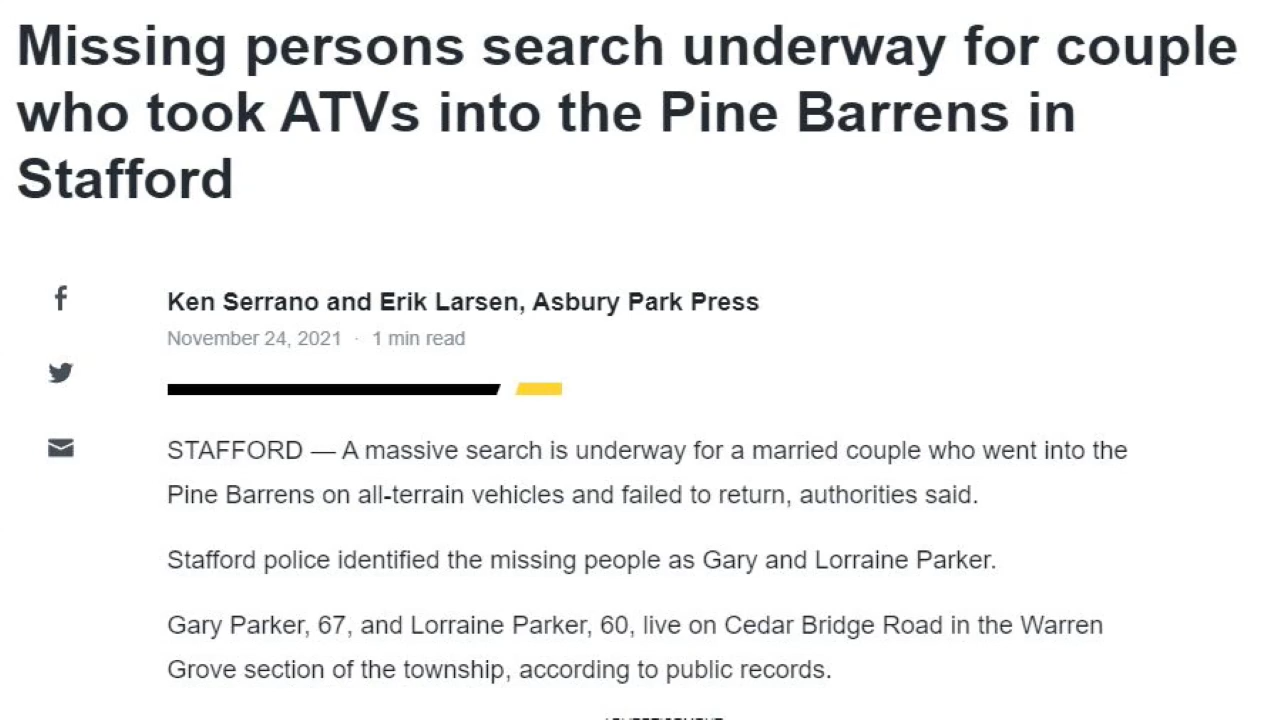 Missing persons search underway for couple
who took ATVs into the Pine Barrens in
Stafford
Ken Serrano and Erik Larsen, Asbury Park Press
November 24, 2021 · 1 min read
STAFFORD — A massive search is underway for a married couple who went into the
Pine Barrens on all-terrain vehicles and failed to return, authorities said.
Stafford police identified the missing people as Gary and Lorraine Parker.
Gary Parker, 67, and Lorraine Parker, 60, live on Cedar Bridge Road in the Warren
Grove section of the township, according to public records.